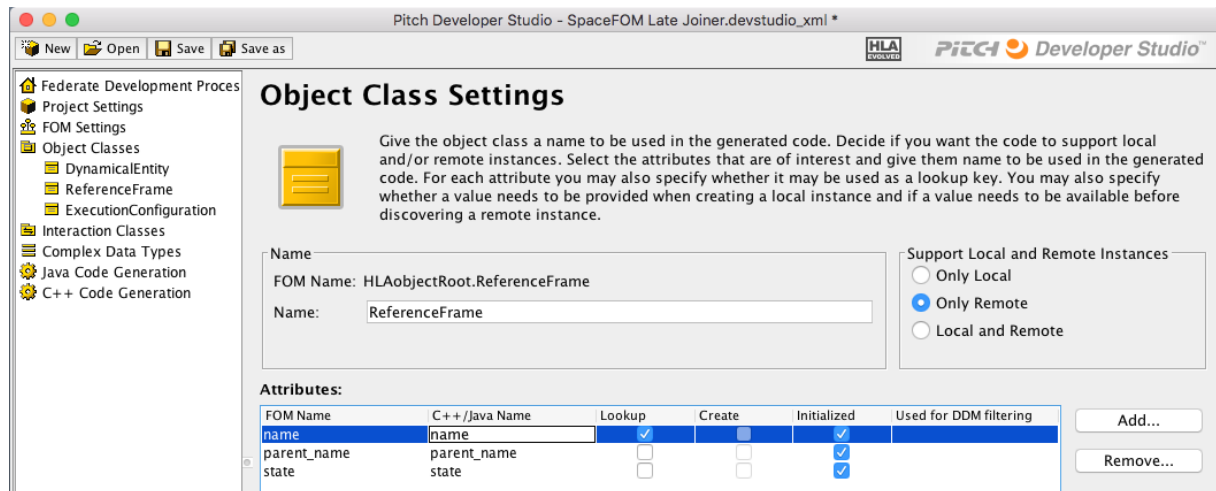 Pitch Developer Studio - SpaceFOM Late Joiner.devstudio_xml *
New Open Save Save as
HLA EVOLVED PITCH Developer Studio™
Federate Development Proces
Project Settings
FOM Settings
Object Classes
DynamicalEntity
ReferenceFrame
ExecutionConfiguration
Interaction Classes
Complex Data Types
Java Code Generation
C++ Code Generation
Object Class Settings
Give the object class a name to be used in the generated code. Decide if you want the code to support local
and/or remote instances. Select the attributes that are of interest and give them name to be used in the generated
code. For each attribute you may also specify whether it may be used as a lookup key. You may also specify
whether a value needs to be provided when creating a local instance and if a value needs to be available before
discovering a remote instance.
Name
FOM Name: HLAobjectRoot.ReferenceFrame
Name: ReferenceFrame
Support Local and Remote Instances
Only Local
Only Remote
Local and Remote
Attributes:
FOM Name C++/Java Name Lookup Create Initialized Used for DDM filtering
name name
parent_name parent_name
state state
Add...
Remove...